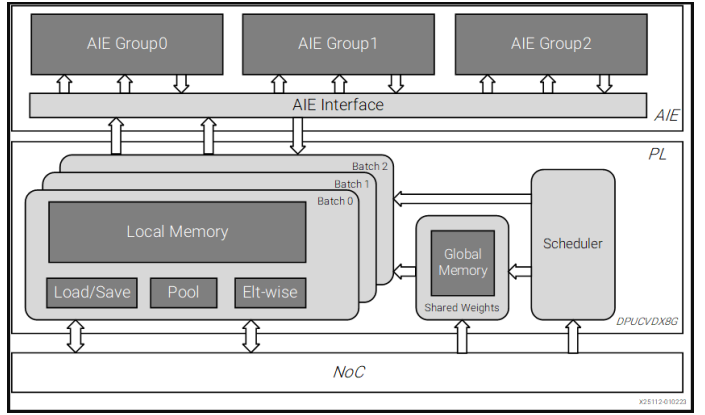 AIE Group0
AIE Group1
AIE Group2
AIE Interface
AIE
PL
Batch 2
Batch 1
Batch 0
Local Memory
Load/Save
Pool
Elt-wise
Global
Memory
Shared Weights
Scheduler
DPUCVDX8G
NoC
X25112-010223